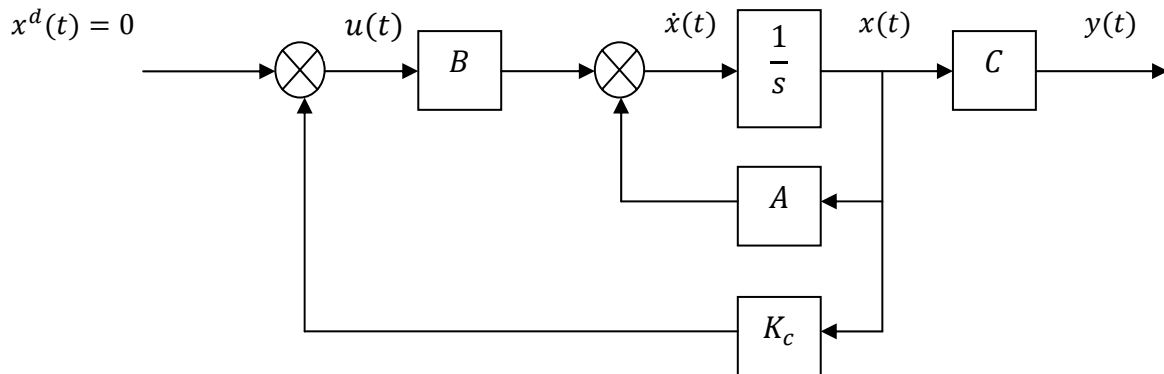 x^d(t) = 0
u(t)
B
ẋ(t)
1/s
x(t)
C
y(t)
A
K_c